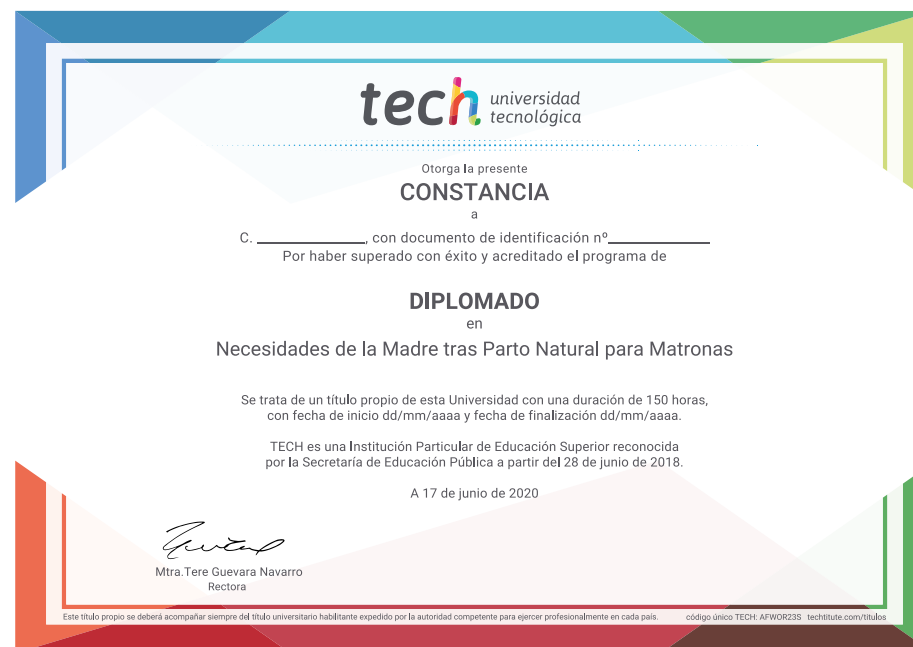 tech universidad
tecnológica
Otorga la presente
CONSTANCIA
a
C. ____________, con documento de identificación nº____________
Por haber superado con éxito y acreditado el programa de
DIPLOMADO
en
Necesidades de la Madre tras Parto Natural para Matronas
Se trata de un título propio de esta Universidad con una duración de 150 horas,
con fecha de inicio dd/mm/aaaa y fecha de finalización dd/mm/aaaa.
TECH es una Institución Particular de Educación Superior reconocida
por la Secretaría de Educación Pública a partir del 28 de junio de 2018.
A 17 de junio de 2020
Mtra.Tere Guevara Navarro
Rectora
Este título propio se deberá acompañar siempre del título universitario habilitante expedido por la autoridad competente para ejercer profesionalmente en cada país. código único TECH: AFWOR23S techtitute.com/titulos